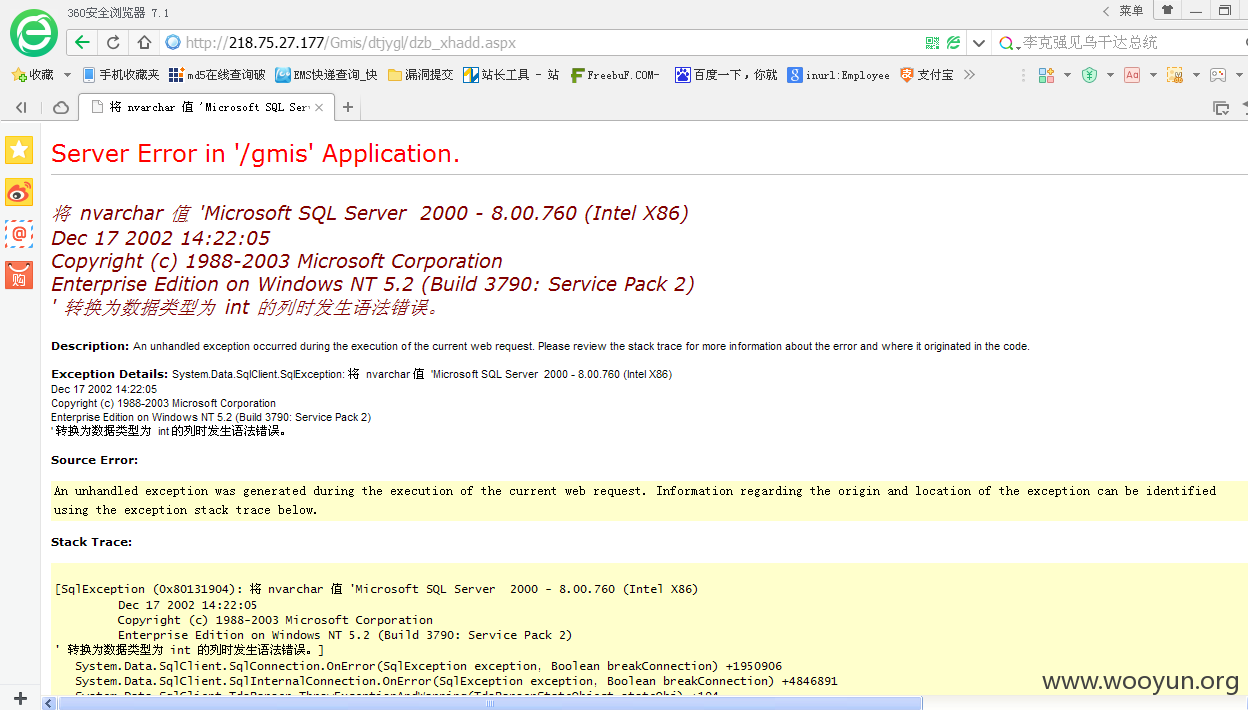 360安全浏览器 7.1
菜单
http://218.75.27.177/Gmis/dtjygl/dzb_xhadd.aspx
李克强见乌干达总统
收藏 手机收藏夹 md5在线查询破 EMS快递查询_快 漏洞提交 站长工具 - 站 FreebuF.COM- 百度一下，你就 inurl:Employee 支付宝
将 nvarchar 值 'Microsoft SQL Ser
Server Error in '/gmis' Application.
将 nvarchar 值 'Microsoft SQL Server 2000 - 8.00.760 (Intel X86)
Dec 17 2002 14:22:05
Copyright (c) 1988-2003 Microsoft Corporation
Enterprise Edition on Windows NT 5.2 (Build 3790: Service Pack 2)
' 转换为数据类型为 int 的列时发生语法错误。
Description: An unhandled exception occurred during the execution of the current web request. Please review the stack trace for more information about the error and where it originated in the code.
Exception Details: System.Data.SqlClient.SqlException: 将 nvarchar 值 'Microsoft SQL Server 2000 - 8.00.760 (Intel X86)
Dec 17 2002 14:22:05
Copyright (c) 1988-2003 Microsoft Corporation
Enterprise Edition on Windows NT 5.2 (Build 3790: Service Pack 2)
' 转换为数据类型为 int 的列时发生语法错误。
Source Error:
An unhandled exception was generated during the execution of the current web request. Information regarding the origin and location of the exception can be identified
using the exception stack trace below.
Stack Trace:
[SqlException (0x80131904): 将 nvarchar 值 'Microsoft SQL Server 2000 - 8.00.760 (Intel X86)
Dec 17 2002 14:22:05
Copyright (c) 1988-2003 Microsoft Corporation
Enterprise Edition on Windows NT 5.2 (Build 3790: Service Pack 2)
' 转换为数据类型为 int 的列时发生语法错误。]
System.Data.SqlClient.SqlConnection.OnError(SqlException exception, Boolean breakConnection) +1950906
System.Data.SqlClient.SqlInternalConnection.OnError(SqlException exception, Boolean breakConnection) +4846891
www.wooyun.org